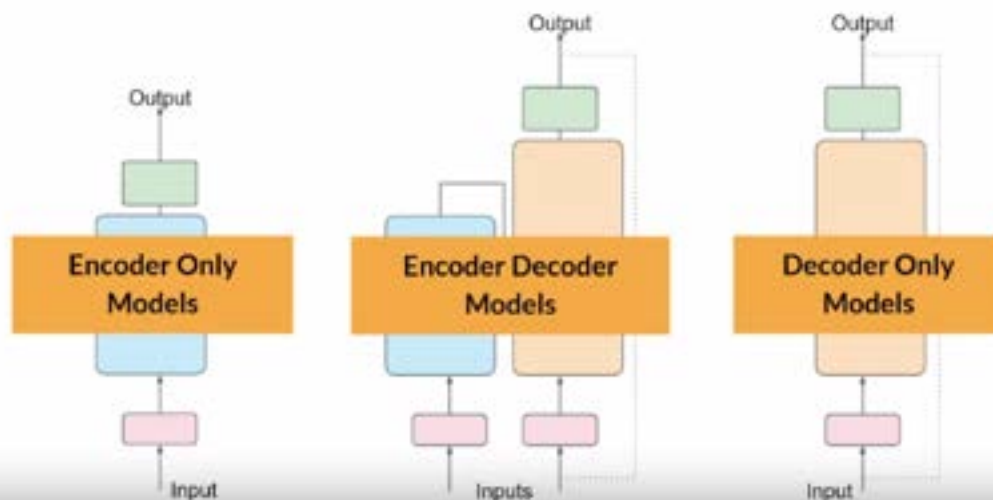 Output
Output
Output
Encoder Only
Models
Encoder Decoder
Models
Decoder Only
Models
Input
Inputs
Input